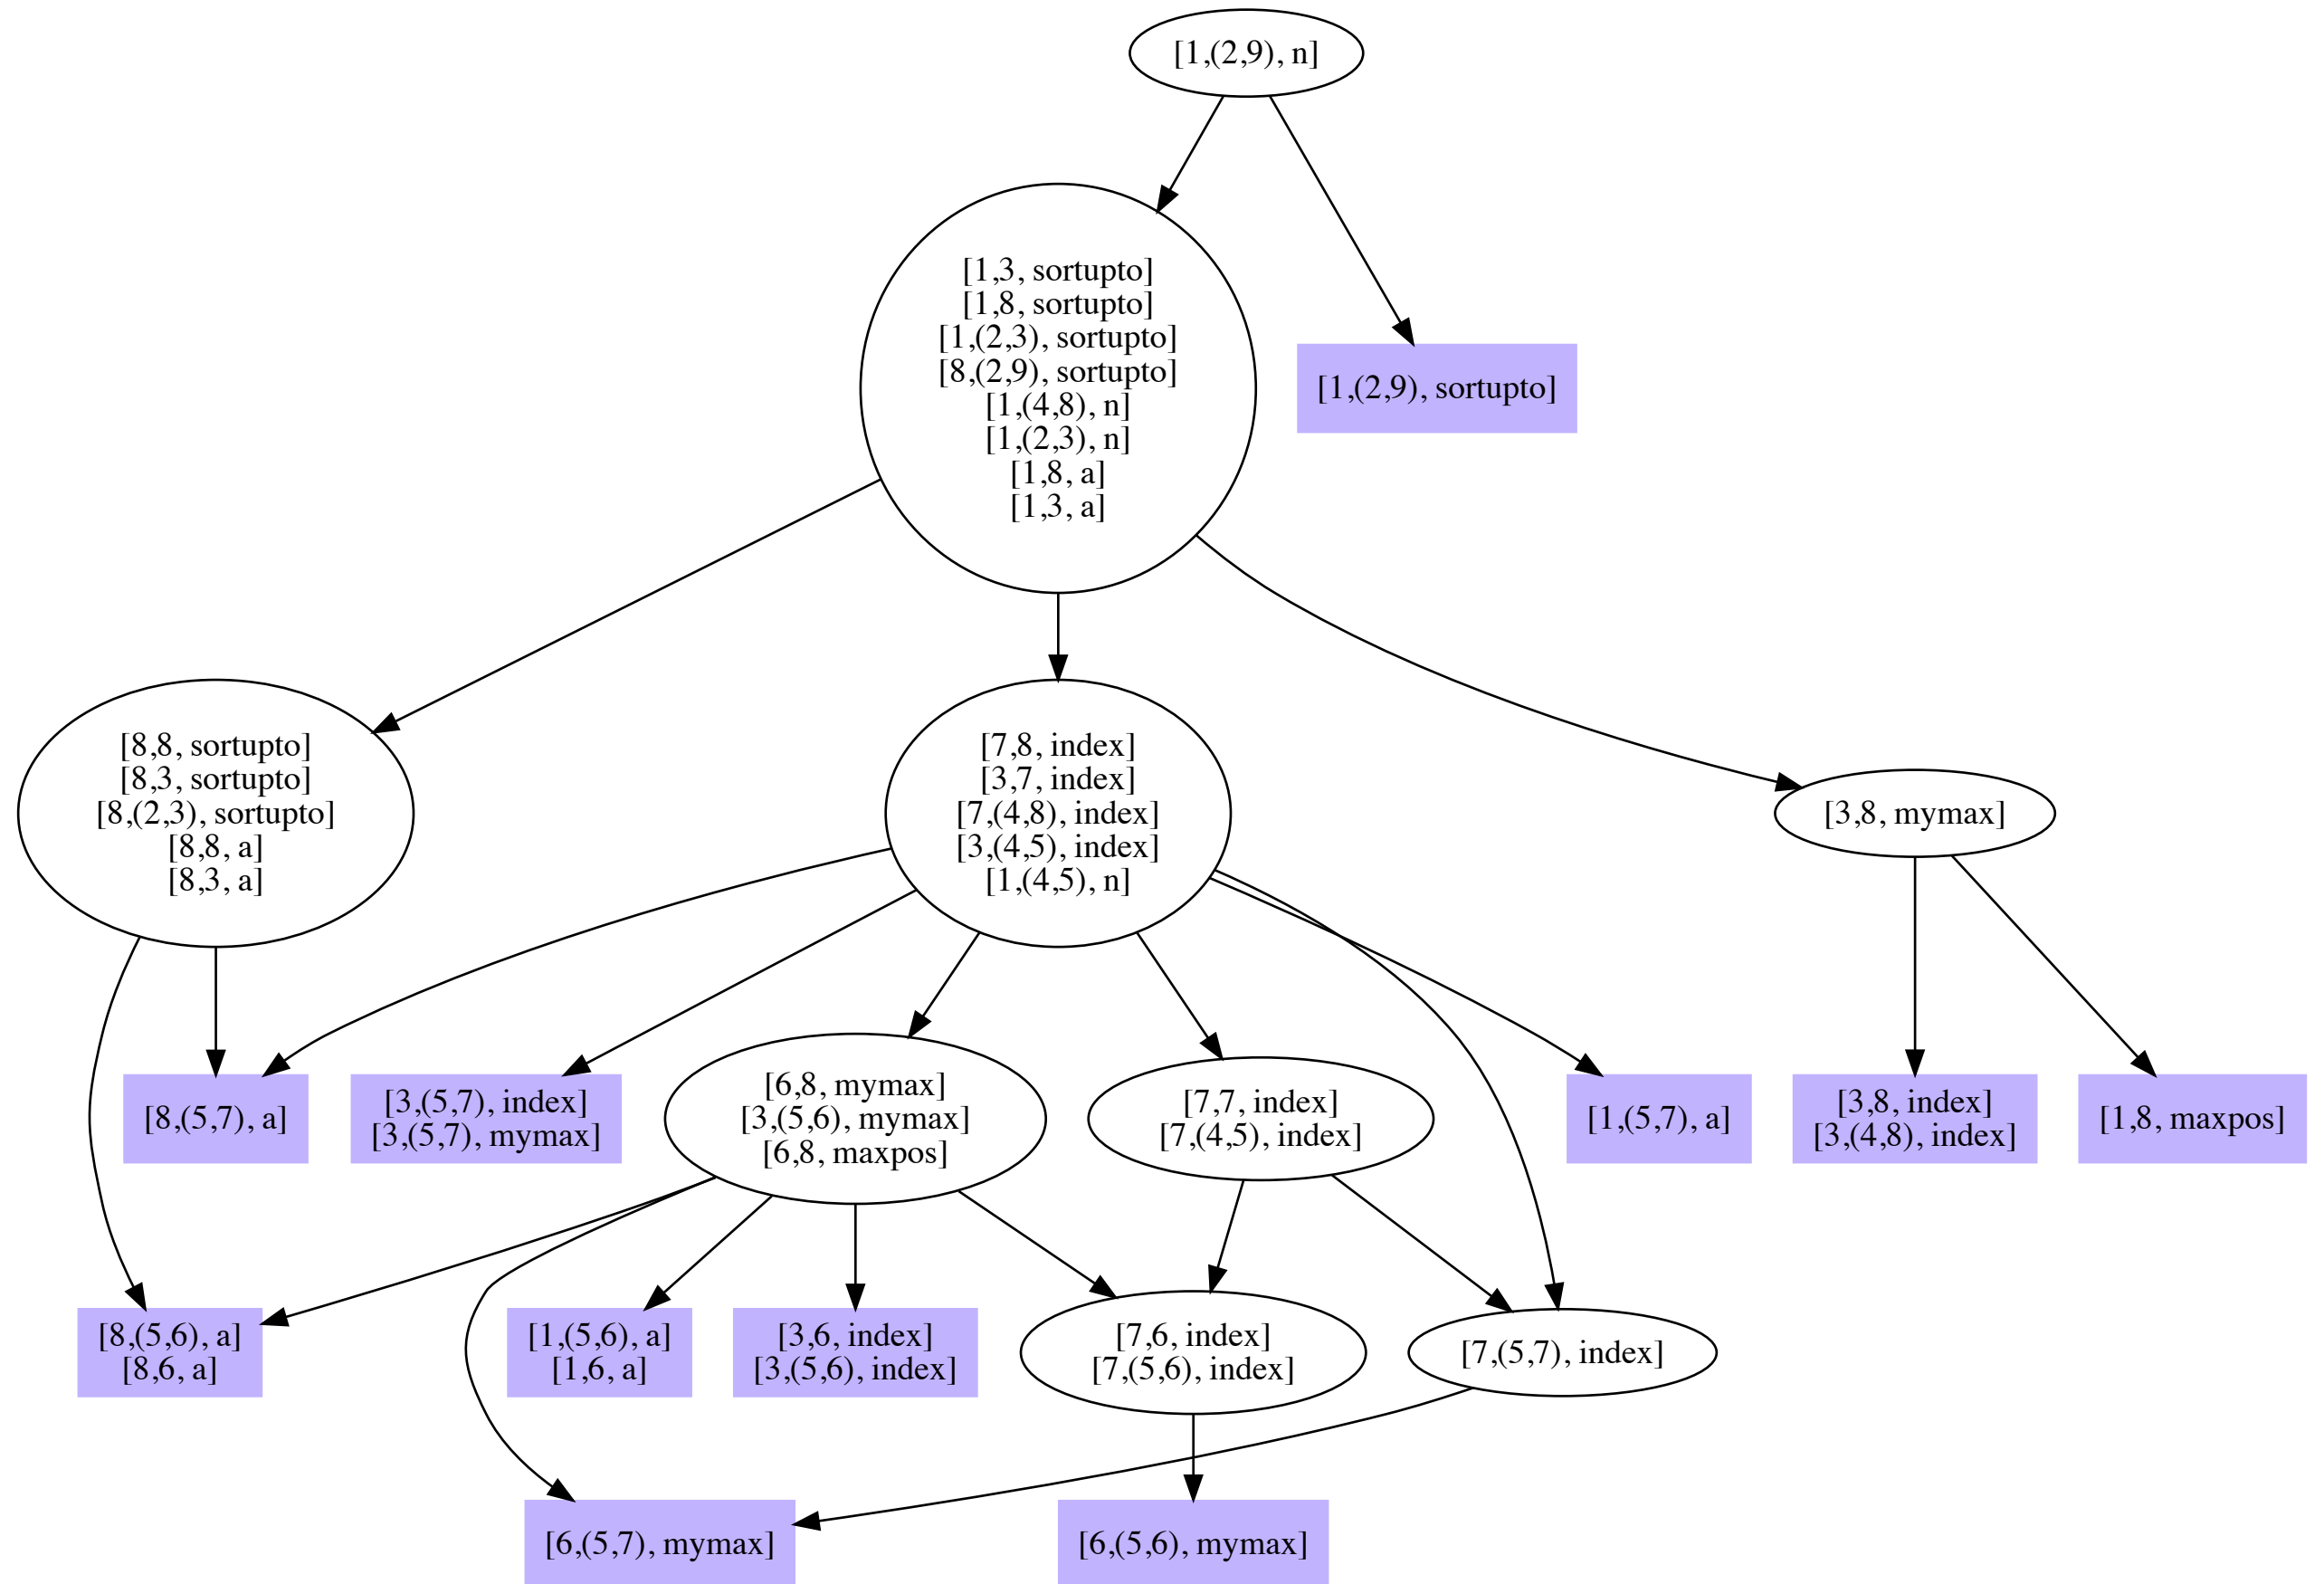 [1,(2,9), n]
[1,3, sortupto]
[1,8, sortupto]
[1,(2,3), sortupto]
[8,(2,9), sortupto]
[1,(4,8), n]
[1,(2,3), n]
[1,8, a]
[1,3, a]
[1,(2,9), sortupto]
[8,8, sortupto]
[8,3, sortupto]
[8,(2,3), sortupto]
[8,8, a]
[8,3, a]
[7,8, index]
[3,7, index]
[7,(4,8), index]
[3,(4,5), index]
[1,(4,5), n]
[3,8, mymax]
[8,(5,7), a]
[3,(5,7), index]
[3,(5,7), mymax]
[6,8, mymax]
[3,(5,6), mymax]
[6,8, maxpos]
[7,7, index]
[7,(4,5), index]
[1,(5,7), a]
[3,8, index]
[3,(4,8), index]
[1,8, maxpos]
[8,(5,6), a]
[8,6, a]
[1,(5,6), a]
[1,6, a]
[3,6, index]
[3,(5,6), index]
[7,6, index]
[7,(5,6), index]
[7,(5,7), index]
[6,(5,7), mymax]
[6,(5,6), mymax]